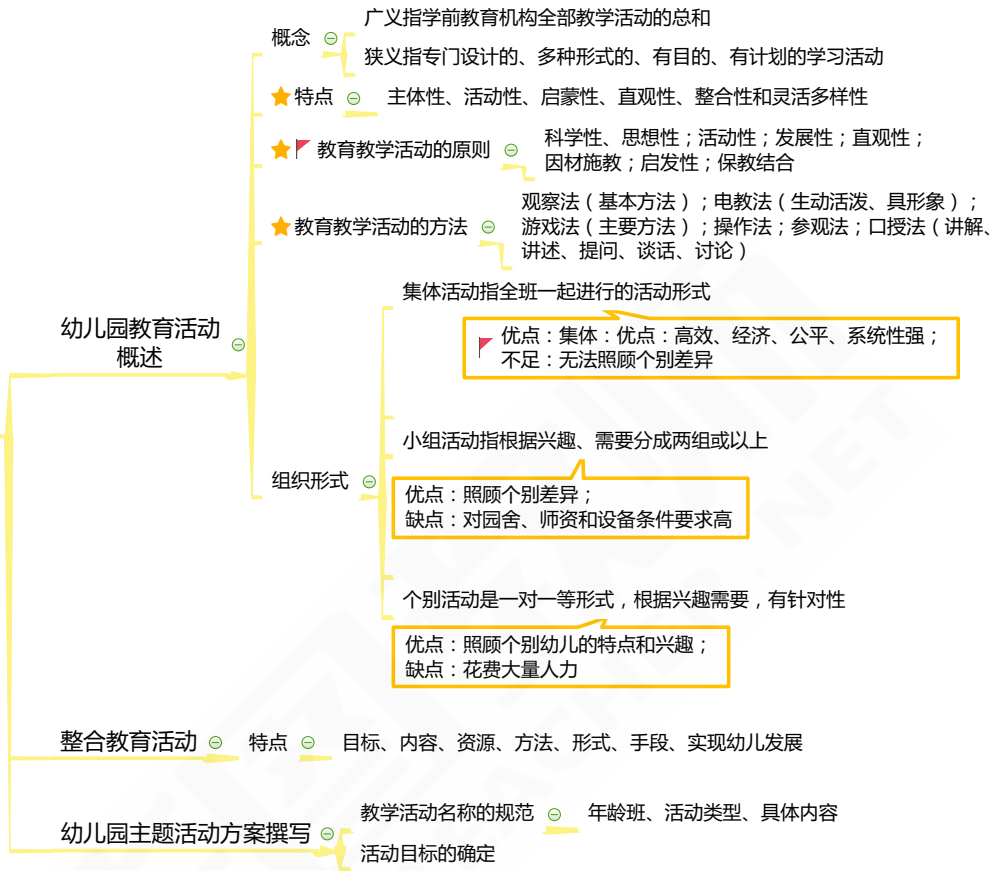 广义指学前教育机构全部教学活动的总和
概念
狭义指专门设计的、多种形式的、有目的、有计划的学习活动
特点
主体性、活动性、启蒙性、直观性、整合性和灵活多样性
教育教学活动的原则
科学性、思想性；活动性；发展性；直观性；
因材施教；启发性；保教结合
教育教学活动的方法
观察法（基本方法）；电教法（生动活泼、具形象）；
游戏法（主要方法）；操作法；参观法；口授法（讲解、
讲述、提问、谈话、讨论）
幼儿园教育活动
概述
组织形式
集体活动指全班一起进行的活动形式
优点：集体：优点：高效、经济、公平、系统性强；
不足：无法照顾个别差异
小组活动指根据兴趣、需要分成两组或以上
优点：照顾个别差异；
缺点：对园舍、师资和设备条件要求高
个别活动是一对一等形式，根据兴趣需要，有针对性
优点：照顾个别幼儿的特点和兴趣；
缺点：花费大量人力
整合教育活动
特点
目标、内容、资源、方法、形式、手段、实现幼儿发展
幼儿园主题活动方案撰写
教学活动名称的规范
年龄班、活动类型、具体内容
活动目标的确定